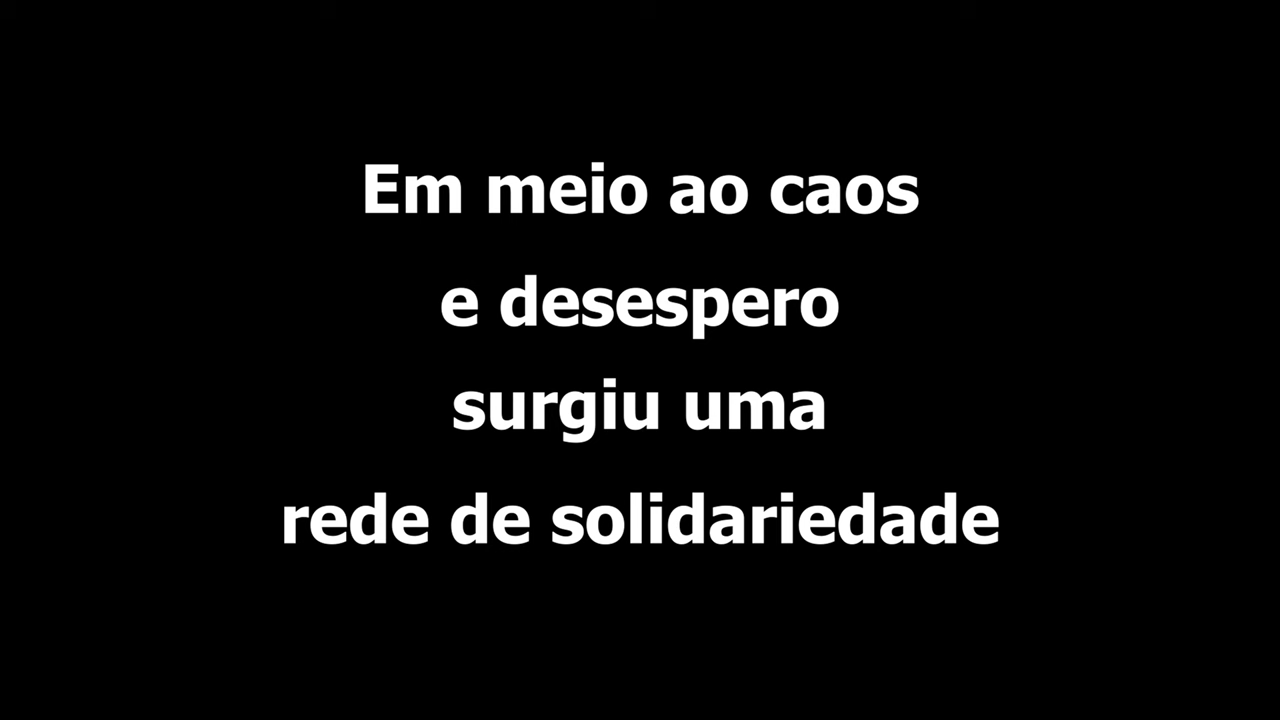 Em meio ao caos
e desespero
surgiu uma
rede de solidariedade